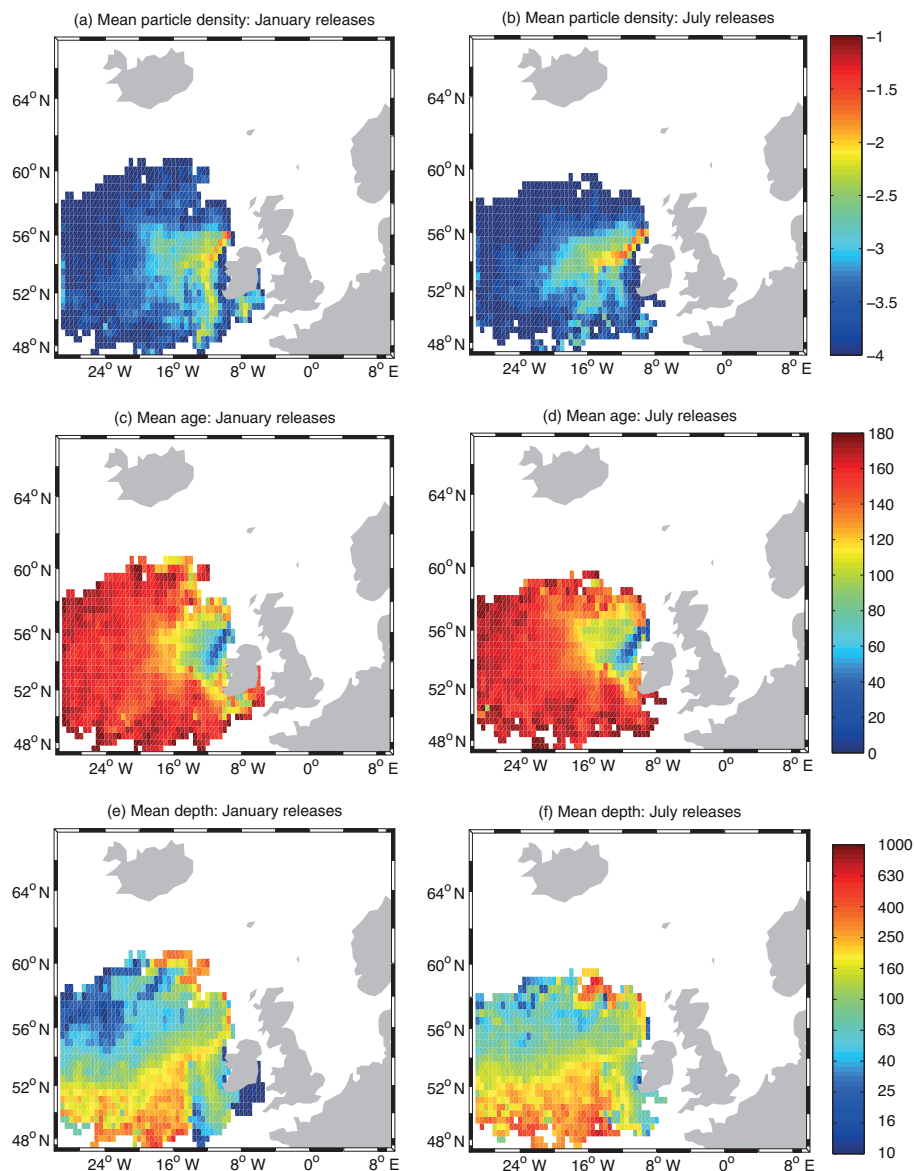 (a) Mean particle density: January releases
(b) Mean particle density: July releases
64° N
60° N
56° N
52° N
48° N
24° W 16° W 8° W 0° 8° E
64° N
60° N
56° N
52° N
48° N
24° W 16° W 8° W 0° 8° E
−1
−1.5
−2
−2.5
−3
−3.5
−4
(c) Mean age: January releases
(d) Mean age: July releases
64° N
60° N
56° N
52° N
48° N
24° W 16° W 8° W 0° 8° E
64° N
60° N
56° N
52° N
48° N
24° W 16° W 8° W 0° 8° E
180
160
140
120
100
80
60
40
20
0
(e) Mean depth: January releases
(f) Mean depth: July releases
64° N
60° N
56° N
52° N
48° N
24° W 16° W 8° W 0° 8° E
64° N
60° N
56° N
52° N
48° N
24° W 16° W 8° W 0° 8° E
1000
630
400
250
160
100
63
40
25
16
10